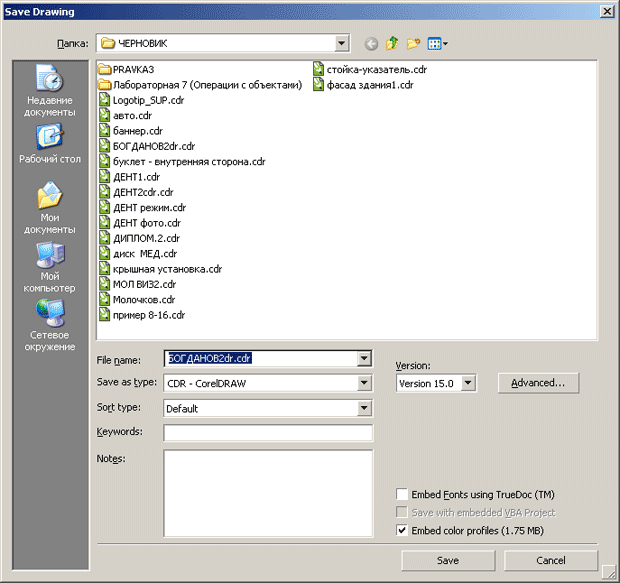 Save Drawing
Папка:
ЧЕРНОВИК
Недавние
документы
Рабочий стол
Мои
документы
Мой
компьютер
Сетевое
окружение
PRAVKA3
Лабораторная 7 (Операции с объектами)
Logotip_SUP.cdr
авто.cdr
баннер.cdr
БОГДАНОВ2dr.cdr
буклет - внутренняя сторона.cdr
ДЕНТ1.cdr
ДЕНТ2cdr.cdr
ДЕНТ режим.cdr
ДЕНТ фото.cdr
ДИПЛОМ.2.cdr
диск МЕД.cdr
крышная установка.cdr
МОЛ ВИЗ2.cdr
Молочков.cdr
пример 8-16.cdr
стойка-указатель.cdr
фасад здания1.cdr
File name:
БОГДАНОВ2dr.cdr
Save as type:
CDR - CorelDRAW
Sort type:
Default
Keywords:
Notes:
Version:
Version 15.0
Advanced...
Embed Fonts using TrueDoc (TM)
Save with embedded VBA Project
Embed color profiles (1.75 MB)
Save
Cancel